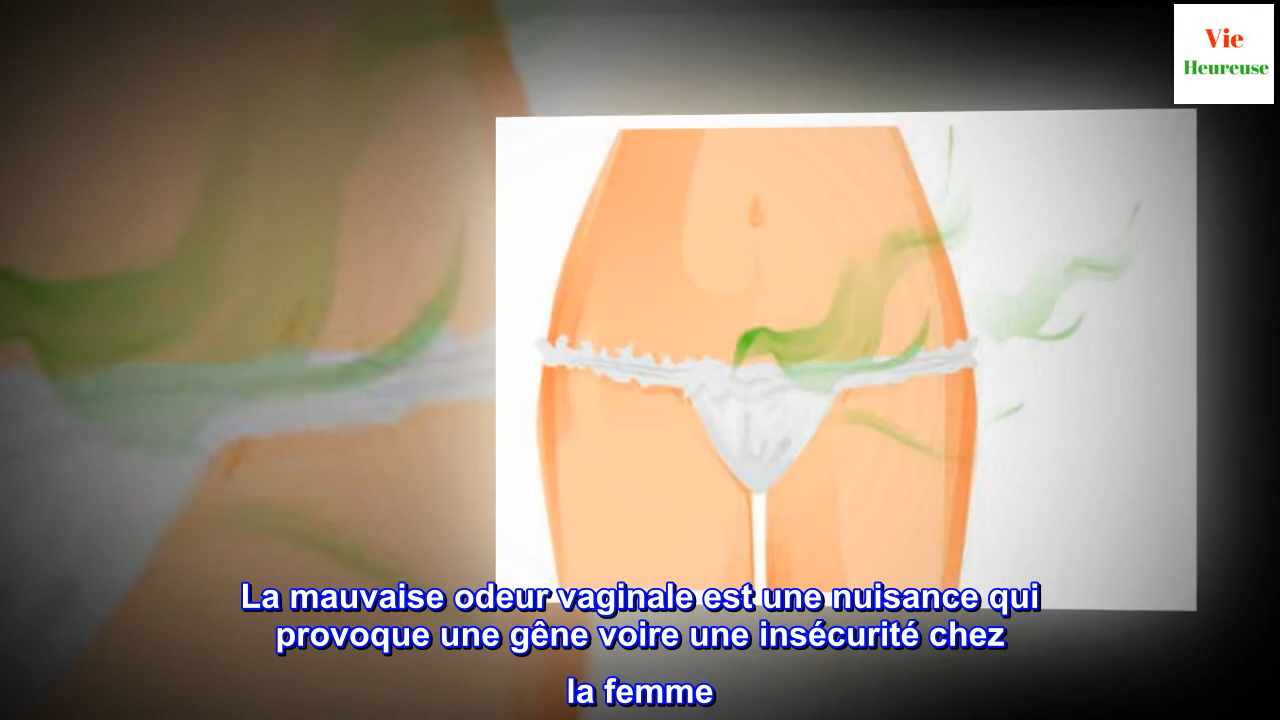 Vie
Heureuse
La mauvaise odeur vaginale est une nuisance qui
provoque une gêne voire une insécurité chez
la femme